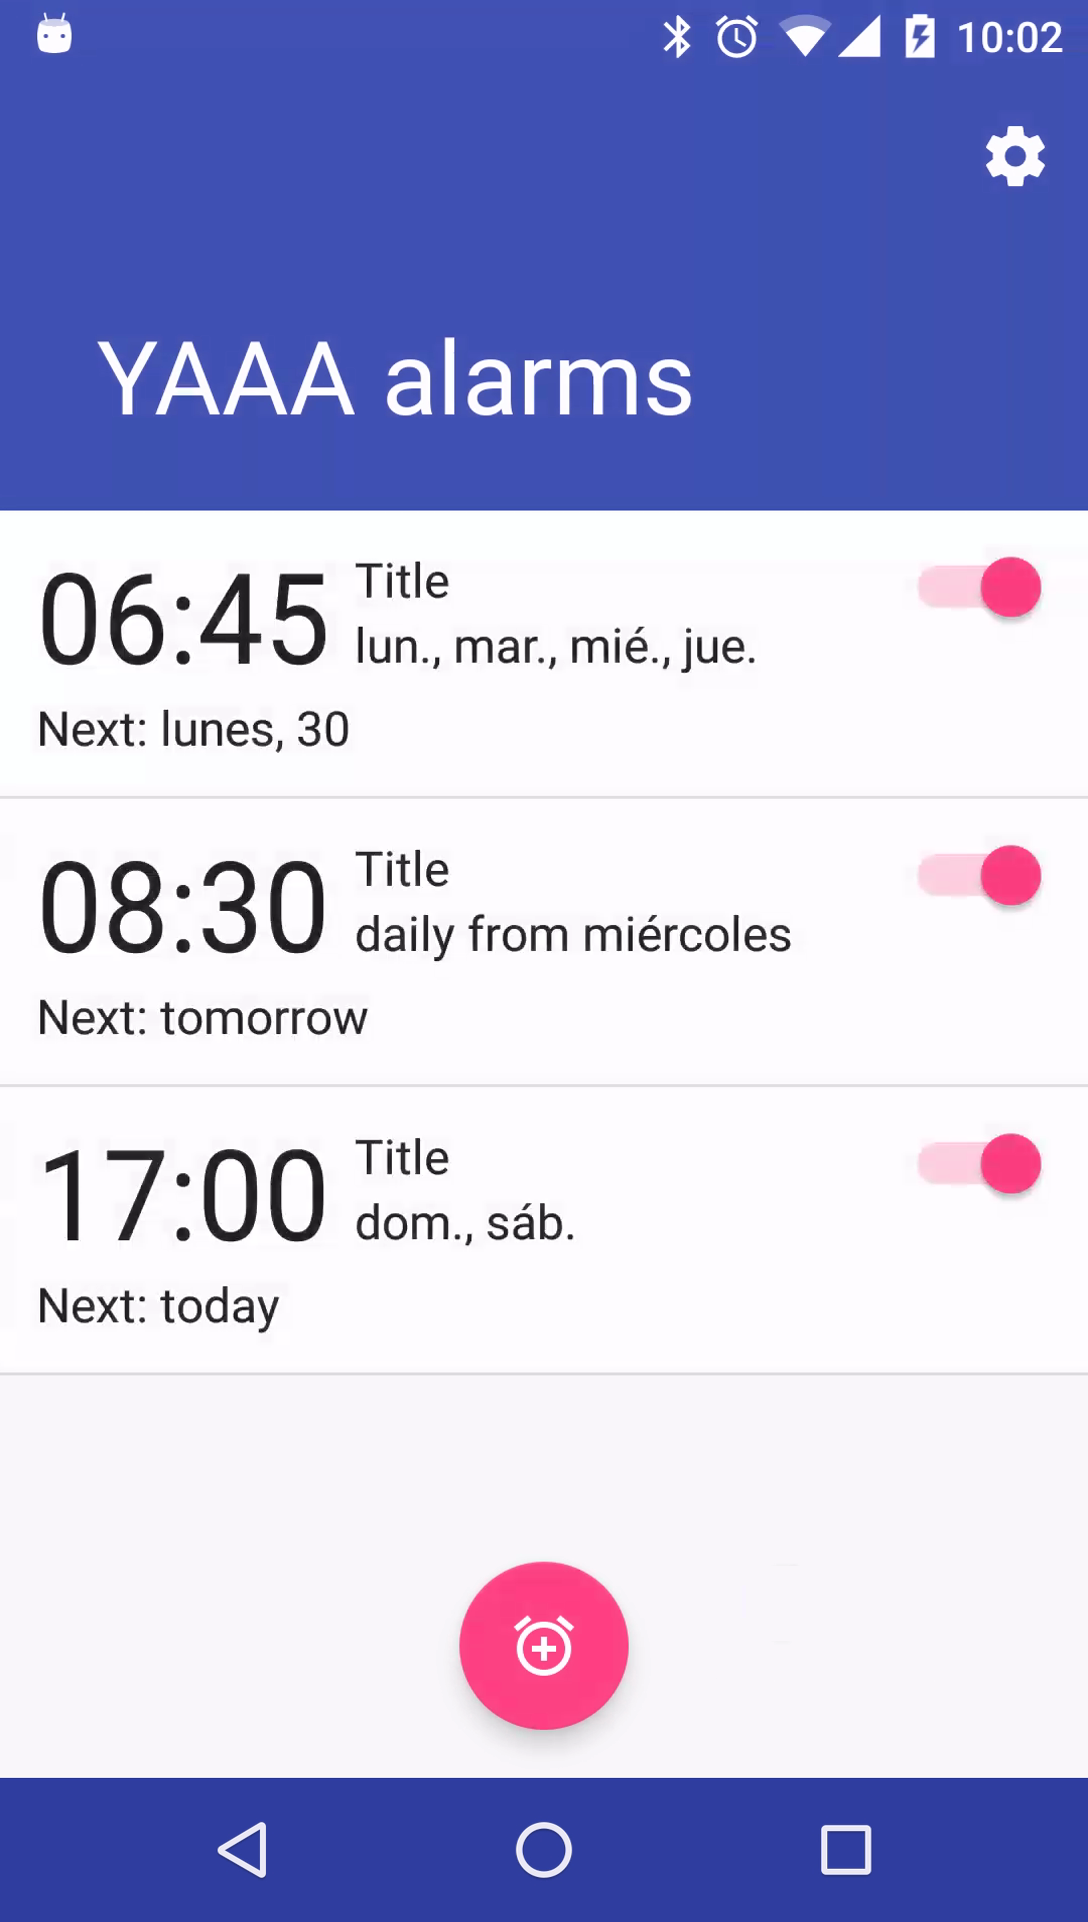 10:02
YAAA alarms
06:45
Title
lun., mar., mié., jue.
Next: lunes, 30
08:30
Title
daily from miércoles
Next: tomorrow
17:00
Title
dom., sáb.
Next: today